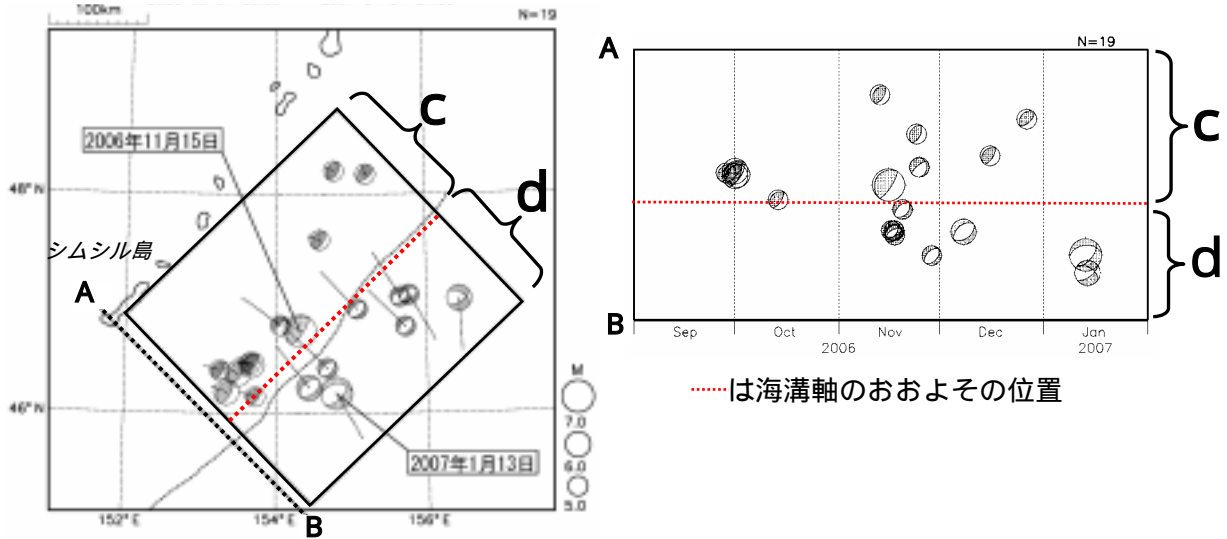 100km
N=19
2006年11月15日
48°N
シムシル島
A
c
d
46°N
2007年1月13日
152°E
154°E
156°E
B
M
7.0
6.0
5.0
A
N=19
c
d
B
Sep
Oct
Nov
Dec
Jan
2006
2007
は海溝軸のおおよその位置